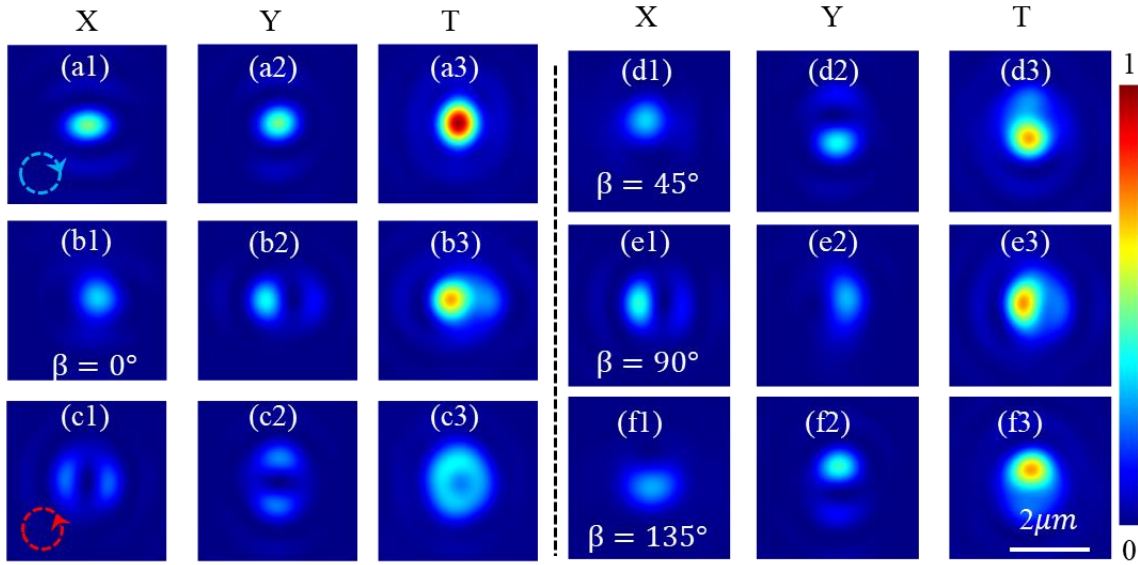 X Y T X Y T
(a1) (a2) (a3) (d1) (d2) (d3) 1
β = 45°
(b1) (b2) (b3) (e1) (e2) (e3)
β = 0° β = 90°
(c1) (c2) (c3) (f1) (f2) (f3)
β = 135° 2μm 0